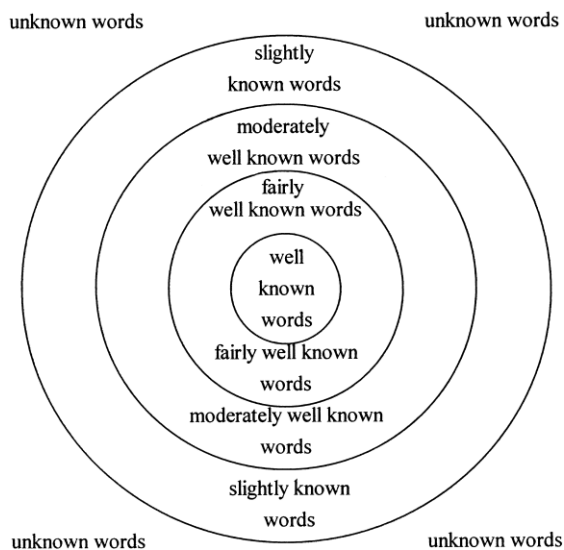 unknown words
unknown words
slightly
known words
moderately
well known words
fairly
well known words
well
known
words
fairly well known
words
moderately well known
words
slightly known
words
unknown words
unknown words